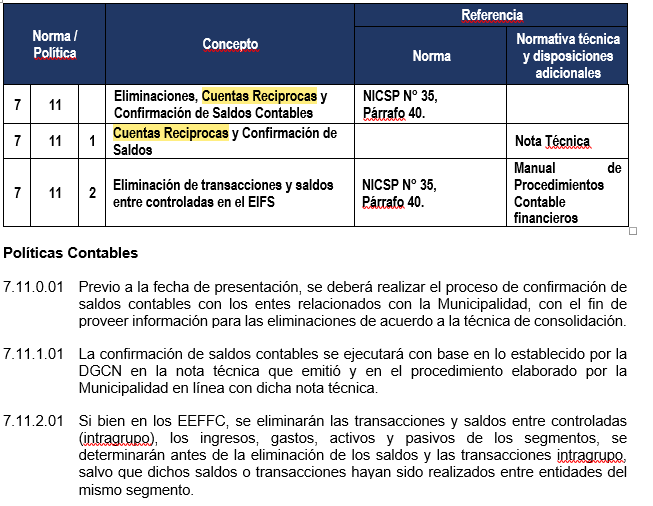 Norma / Política
Concepto
Referencia
Norma
Normativa técnica y disposiciones adicionales
7 11 Eliminaciones, Cuentas Reciprocas y Confirmación de Saldos Contables NICSP N° 35, Párrafo 40.
7 11 1 Cuentas Reciprocas y Confirmación de Saldos Nota Técnica
7 11 2 Eliminación de transacciones y saldos entre controladas en el EIFS NICSP N° 35, Párrafo 40. Manual de Procedimientos Contable financieros
Políticas Contables
7.11.0.01 Previo a la fecha de presentación, se deberá realizar el proceso de confirmación de
saldos contables con los entes relacionados con la Municipalidad, con el fin de
proveer información para las eliminaciones de acuerdo a la técnica de consolidación.
7.11.1.01 La confirmación de saldos contables se ejecutará con base en lo establecido por la
DGCN en la nota técnica que emitió y en el procedimiento elaborado por la
Municipalidad en línea con dicha nota técnica.
7.11.2.01 Si bien en los EEFFC, se eliminarán las transacciones y saldos entre controladas
(intragrupo), los ingresos, gastos, activos y pasivos de los segmentos, se
determinarán antes de la eliminación de los saldos y las transacciones intragrupo,
salvo que dichos saldos o transacciones hayan sido realizados entre entidades del
mismo segmento.